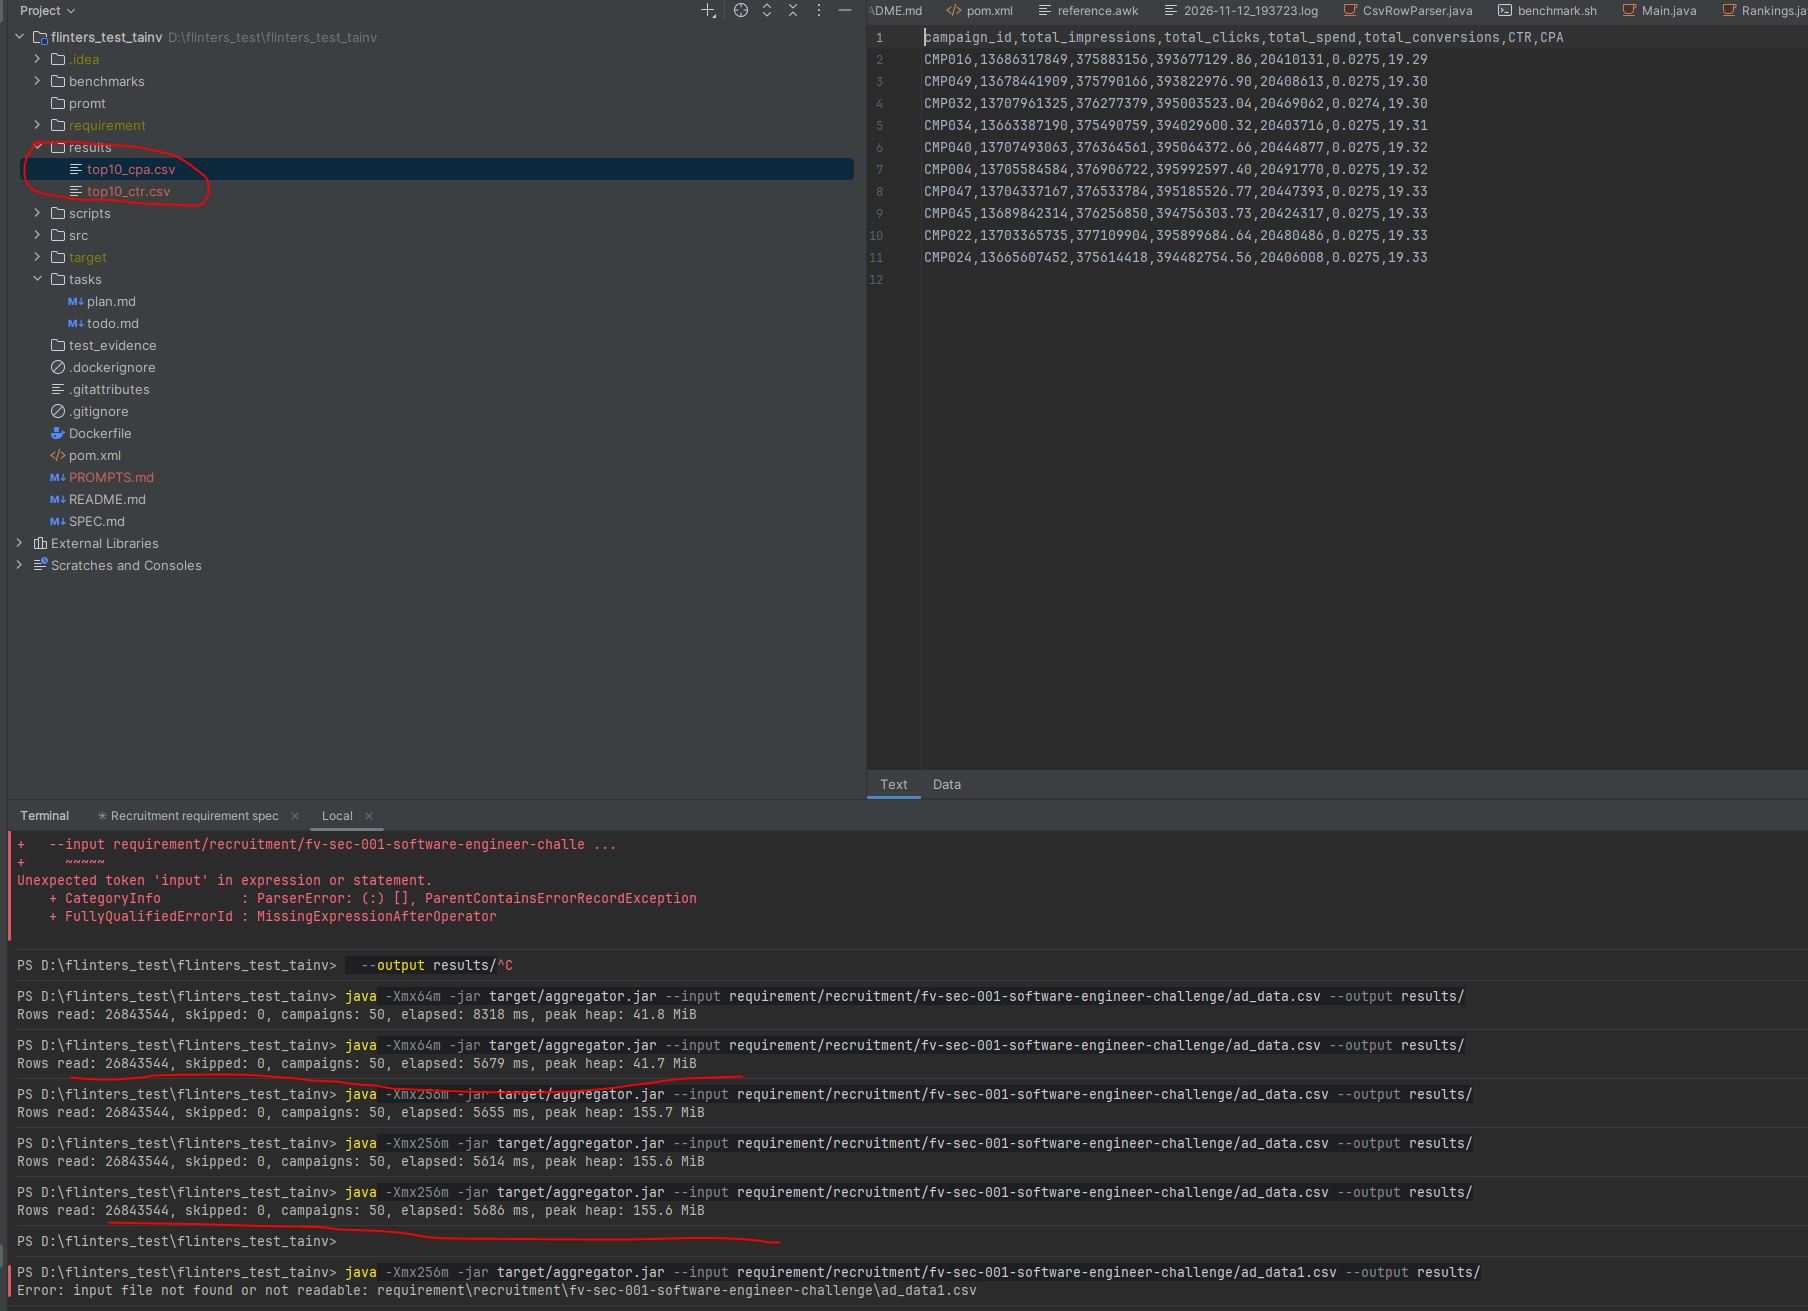 Project
flinters_test_tainv D:\flinters_test\flinters_test_tainv
.idea
benchmarks
promt
requirement
results
top10_cpa.csv
top10_ctr.csv
scripts
src
target
tasks
M↓ plan.md
M↓ todo.md
test_evidence
.dockerignore
.gitattributes
.gitignore
Dockerfile
</> pom.xml
M↓ PROMPTS.md
M↓ README.md
M↓ SPEC.md
External Libraries
Scratches and Consoles
ADME.md </> pom.xml reference.awk 2026-11-12_193723.log CsvRowParser.java benchmark.sh Main.java Rankings.ja
1 campaign_id,total_impressions,total_clicks,total_spend,total_conversions,CTR,CPA
2 CMP016,13686317849,375883156,393677129.86,20410131,0.0275,19.29
3 CMP049,13678441909,375790166,393822976.90,20408613,0.0275,19.30
4 CMP032,13707961325,376277379,395003523.04,20469062,0.0274,19.30
5 CMP034,13663387190,375490759,394029600.32,20403716,0.0275,19.31
6 CMP040,13707493063,376364561,395064372.66,20444877,0.0275,19.32
7 CMP004,13705584584,376906722,395992597.40,20491770,0.0275,19.32
8 CMP047,13704337167,376533784,395185526.77,20447393,0.0275,19.33
9 CMP045,13689842314,376256850,394756303.73,20424317,0.0275,19.33
10 CMP022,13703365735,377109904,395899684.64,20480486,0.0275,19.33
11 CMP024,13665607452,375614418,394482754.56,20406008,0.0275,19.33
12
Text Data
Terminal Recruitment requirement spec Local
+   --input requirement/recruitment/fv-sec-001-software-engineer-challe ...
+     ~~~~~
Unexpected token 'input' in expression or statement.
+ CategoryInfo          : ParserError: (:) [], ParentContainsErrorRecordException
+ FullyQualifiedErrorId : MissingExpressionAfterOperator
PS D:\flinters_test\flinters_test_tainv>   --output results/^C
PS D:\flinters_test\flinters_test_tainv> java -Xmx64m -jar target/aggregator.jar --input requirement/recruitment/fv-sec-001-software-engineer-challenge/ad_data.csv --output results/
Rows read: 26843544, skipped: 0, campaigns: 50, elapsed: 8318 ms, peak heap: 41.8 MiB
PS D:\flinters_test\flinters_test_tainv> java -Xmx64m -jar target/aggregator.jar --input requirement/recruitment/fv-sec-001-software-engineer-challenge/ad_data.csv --output results/
Rows read: 26843544, skipped: 0, campaigns: 50, elapsed: 5679 ms, peak heap: 41.7 MiB
PS D:\flinters_test\flinters_test_tainv> java -Xmx256m -jar target/aggregator.jar --input requirement/recruitment/fv-sec-001-software-engineer-challenge/ad_data.csv --output results/
Rows read: 26843544, skipped: 0, campaigns: 50, elapsed: 5655 ms, peak heap: 155.7 MiB
PS D:\flinters_test\flinters_test_tainv> java -Xmx256m -jar target/aggregator.jar --input requirement/recruitment/fv-sec-001-software-engineer-challenge/ad_data.csv --output results/
Rows read: 26843544, skipped: 0, campaigns: 50, elapsed: 5614 ms, peak heap: 155.6 MiB
PS D:\flinters_test\flinters_test_tainv> java -Xmx256m -jar target/aggregator.jar --input requirement/recruitment/fv-sec-001-software-engineer-challenge/ad_data.csv --output results/
Rows read: 26843544, skipped: 0, campaigns: 50, elapsed: 5686 ms, peak heap: 155.6 MiB
PS D:\flinters_test\flinters_test_tainv>
PS D:\flinters_test\flinters_test_tainv> java -Xmx256m -jar target/aggregator.jar --input requirement/recruitment/fv-sec-001-software-engineer-challenge/ad_data1.csv --output results/
Error: input file not found or not readable: requirement\recruitment\fv-sec-001-software-engineer-challenge\ad_data1.csv